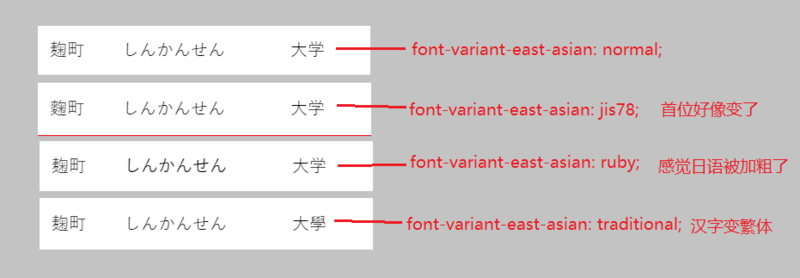 麹町 しんかんせん 大学 font-variant-east-asian: normal;
麴町 しんかんせん 大学 font-variant-east-asian: jis78; 首位好像变了
麹町 しんかんせん 大学 font-variant-east-asian: ruby; 感觉日语被加粗了
麹町 しんかんせん 大學 font-variant-east-asian: traditional; 汉字变繁体